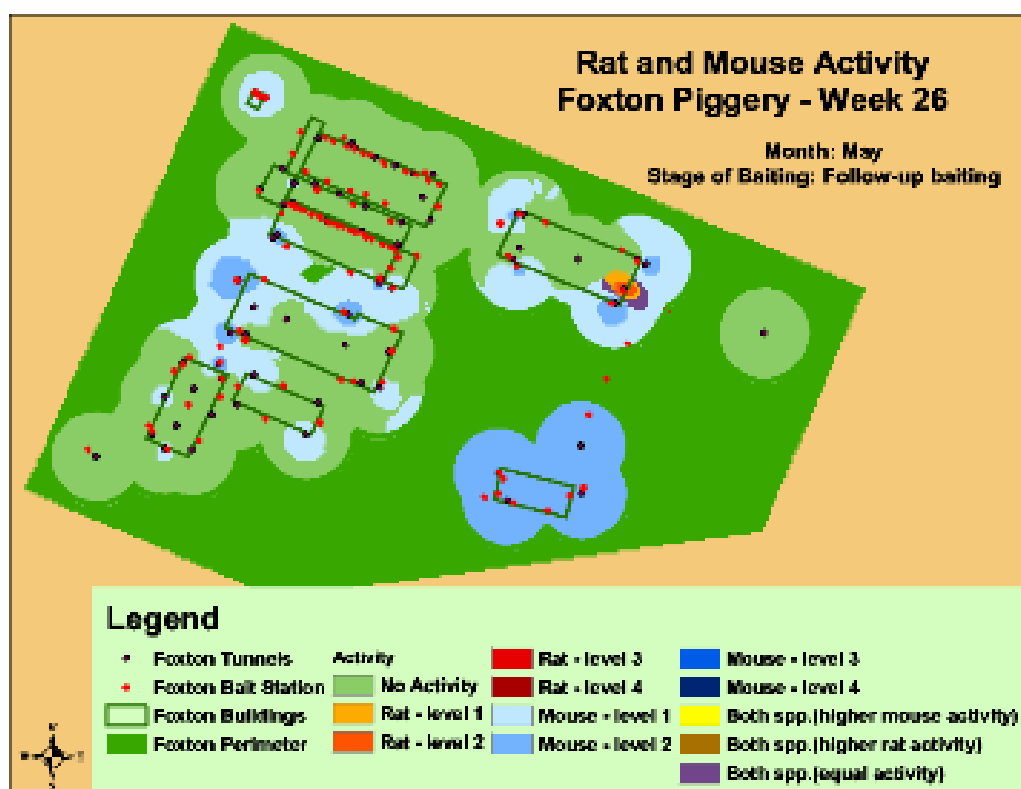 Rat and Mouse Activity
Foxton Piggery - Week 26
Month: May
Stage of Baiting: Follow-up baiting
Legend
Foxton Tunnels
Foxton Bait Station
Foxton Buildings
Foxton Perimeter
Activity
No Activity
Rat - level 1
Rat - level 2
Rat - level 3
Rat - level 4
Mouse - level 1
Mouse - level 2
Mouse - level 3
Mouse - level 4
Both spp.(higher mouse activity)
Both spp.(higher rat activity)
Both spp.(equal activity)